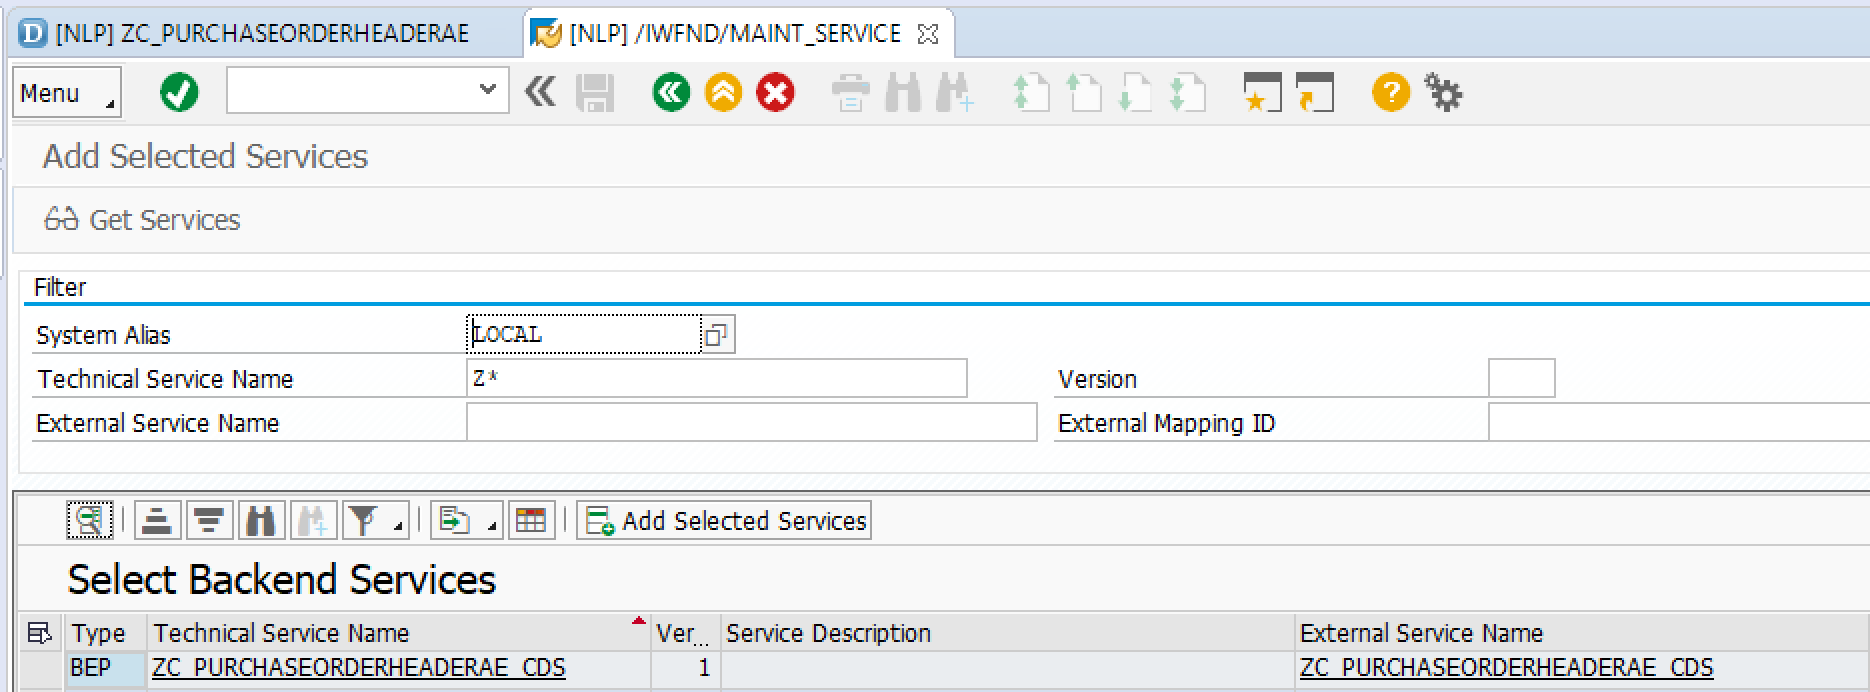 [NLP] ZC_PURCHASEORDERHEADERAE [NLP] /IWFND/MAINT_SERVICE
Menu
Add Selected Services
Get Services
Filter
System Alias LOCAL
Technical Service Name Z* Version
External Service Name External Mapping ID
Add Selected Services
Select Backend Services
Type Technical Service Name Ver... Service Description External Service Name
BEP ZC_PURCHASEORDERHEADERAE_CDS 1 ZC_PURCHASEORDERHEADERAE_CDS